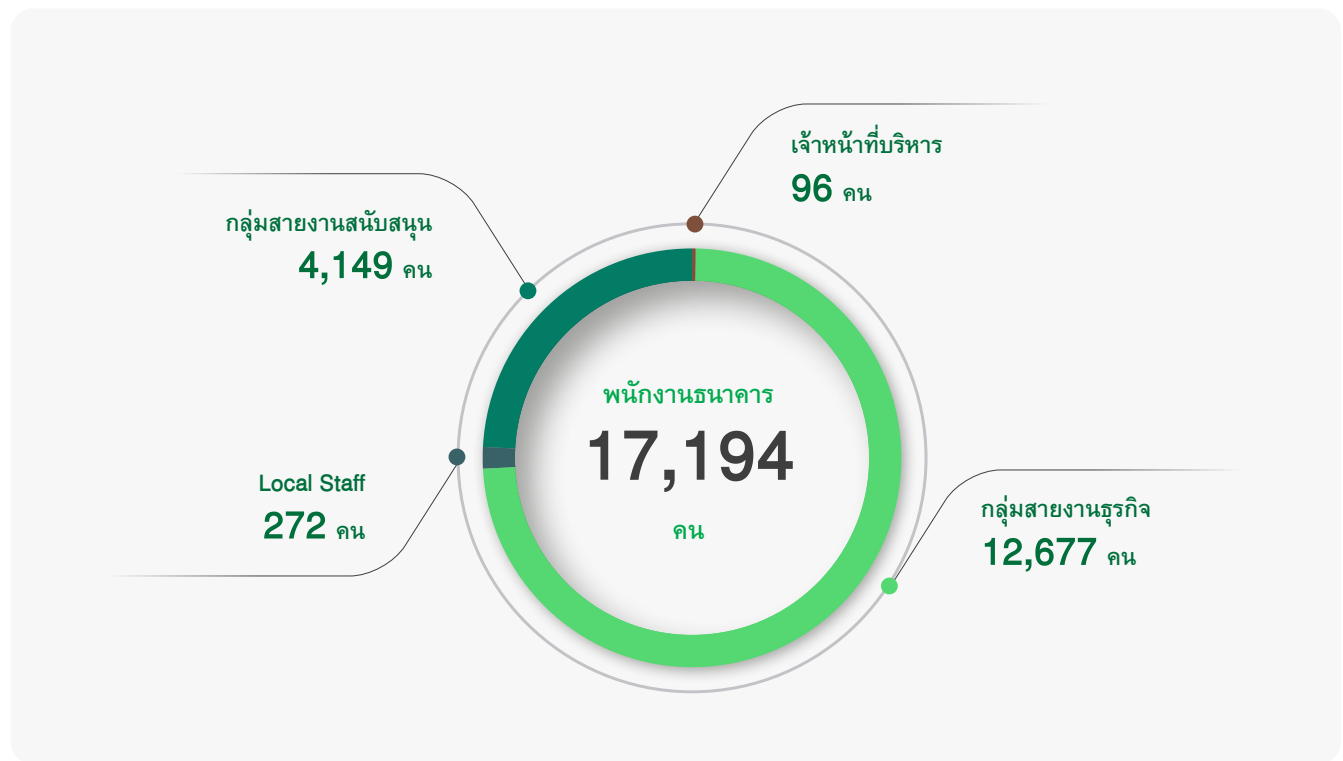 เจ้าหน้าที่บริหาร
96 คน
กลุ่มสายงานสนับสนุน
4,149 คน
พนักงานธนาคาร
17,194
คน
Local Staff
272 คน
กลุ่มสายงานธุรกิจ
12,677 คน